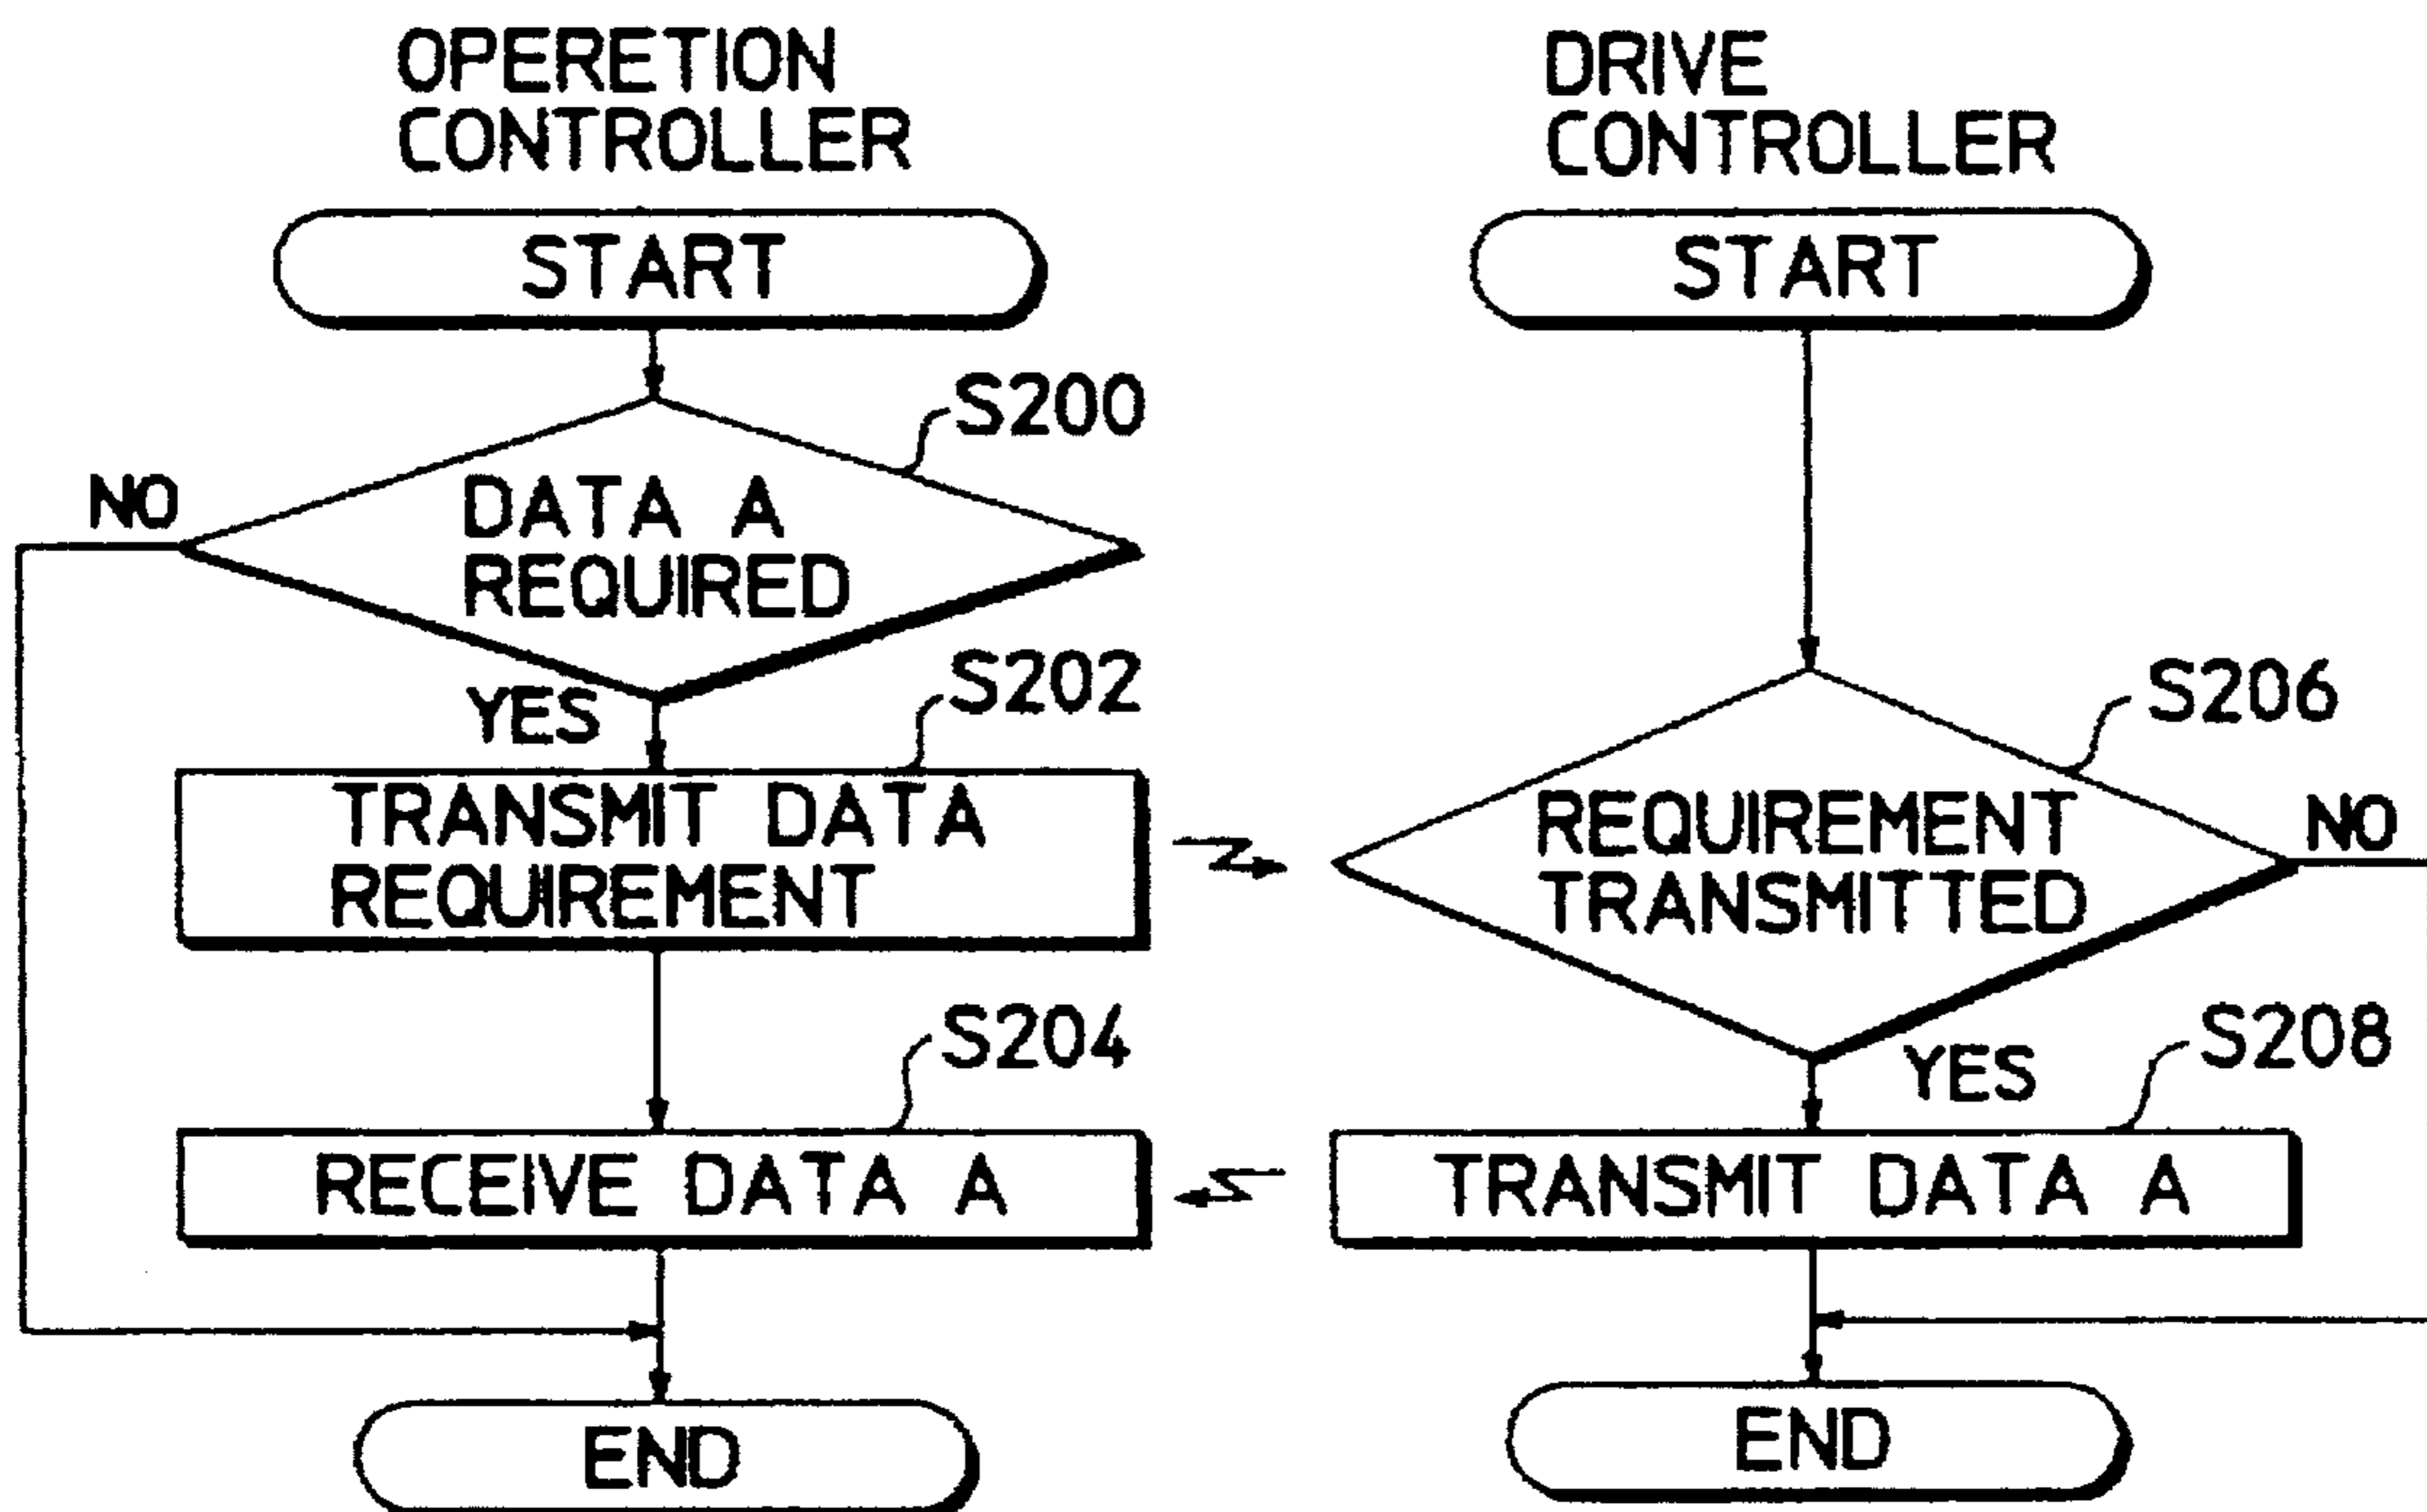 OPERETION
CONTROLLER
START
S200
NO
DATA A
REQUIRED
YES
S202
TRANSMIT DATA
REQUIREMENT
S204
RECEIVE DATA A
END
DRIVE
CONTROLLER
START
S206
REQUIREMENT
TRANSMITTED
NO
YES
S208
TRANSMIT DATA A
END